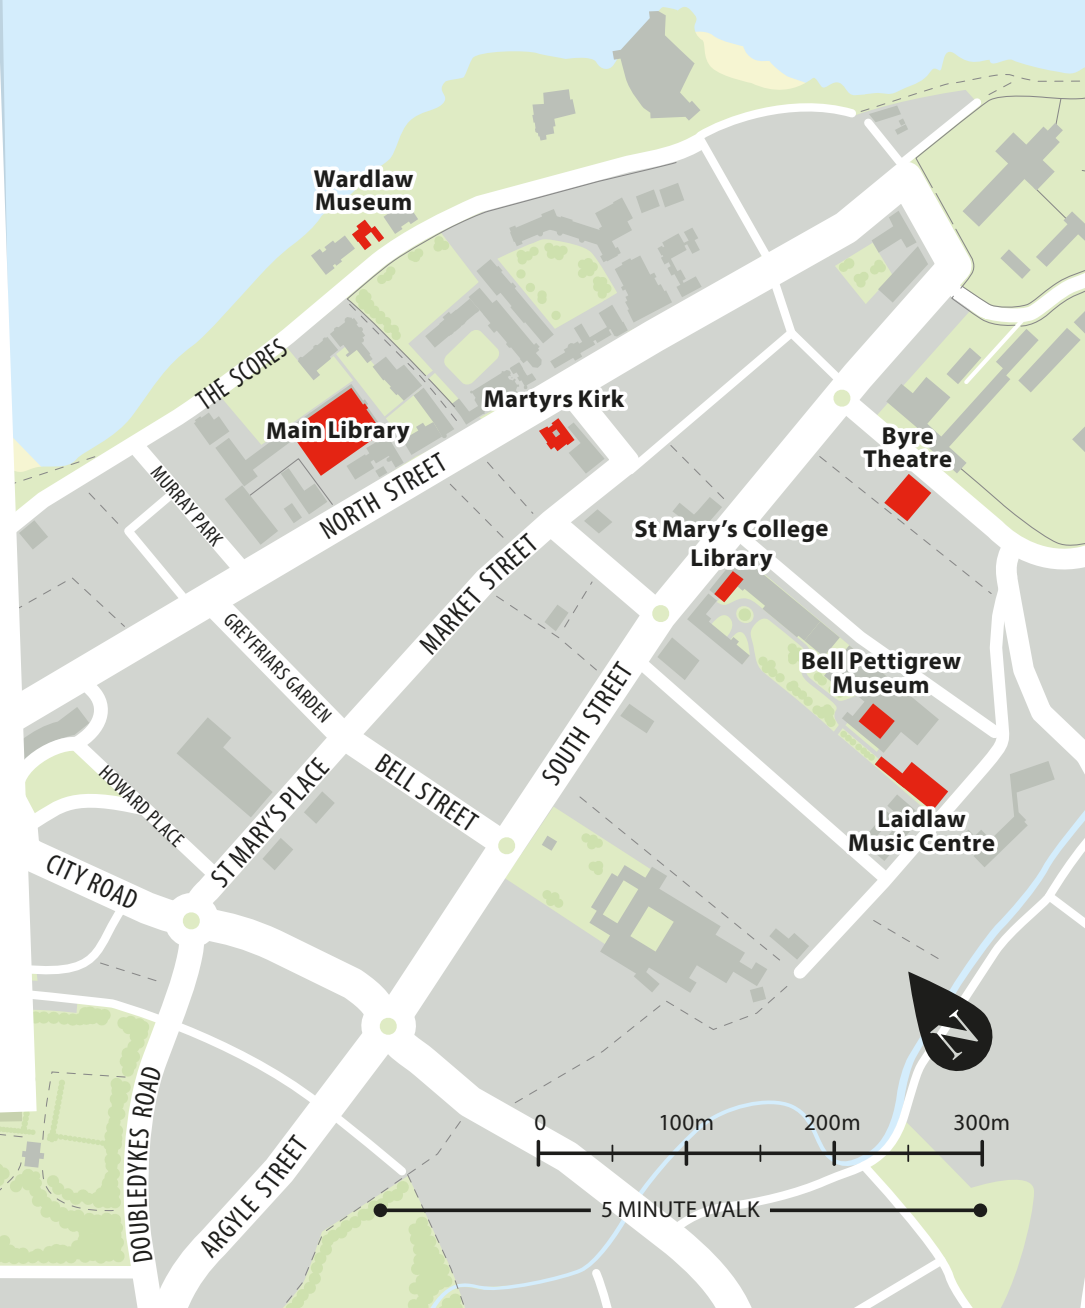 Wardlaw
Museum
THE SCORES
Martyrs Kirk
Main Library
Byre
Theatre
MURRAY PARK
NORTH STREET
St Mary's College
Library
MARKET STREET
GREYFRIARS GARDEN
Bell Pettigrew
Museum
SOUTH STREET
BELL STREET
HOWARD PLACE
ST MARY'S PLACE
Laidlaw
Music Centre
CITY ROAD
N
DOUBLEDYKES ROAD
ARGYLE STREET
0 100m 200m 300m
5 MINUTE WALK